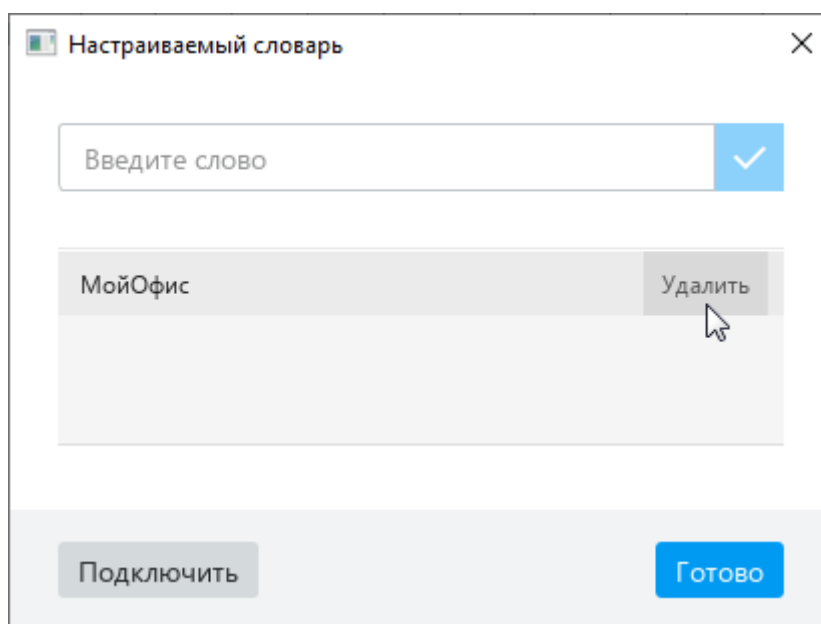 Настраиваемый словарь
Введите слово
МойОфис Удалить
Подключить Готово